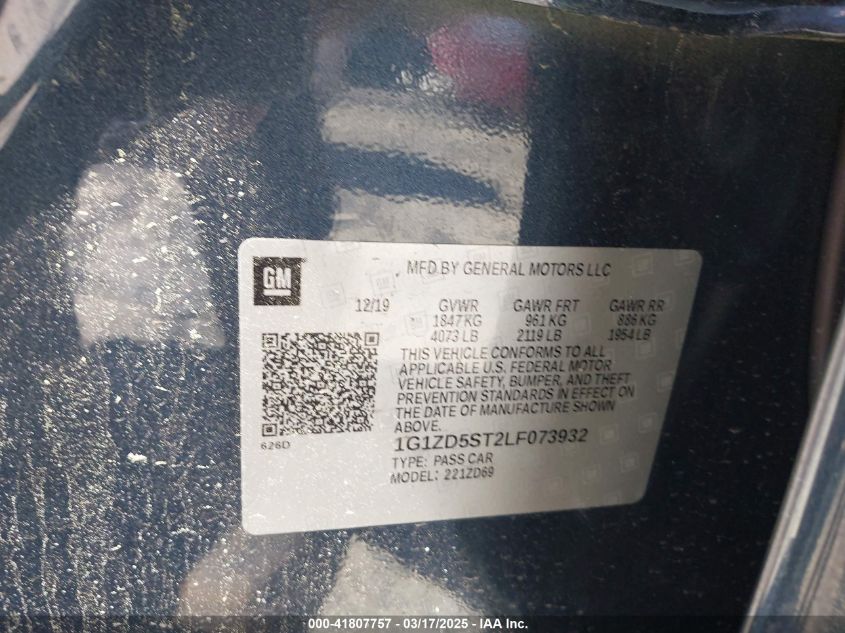 GM
MFD BY GENERAL MOTORS LLC
12/19 GVWR GAWR FRT GAWR RR
1847 KG 961 KG 886 KG
4073 LB 2119 LB 1954 LB
THIS VEHICLE CONFORMS TO ALL
APPLICABLE U.S. FEDERAL MOTOR
VEHICLE SAFETY, BUMPER, AND THEFT
PREVENTION STANDARDS IN EFFECT ON
THE DATE OF MANUFACTURE SHOWN
ABOVE.
626D
1G1ZD5ST2LF073932
TYPE: PASS CAR
MODEL: 221ZD69
000-41807757 - 03/17/2025 - IAA Inc.